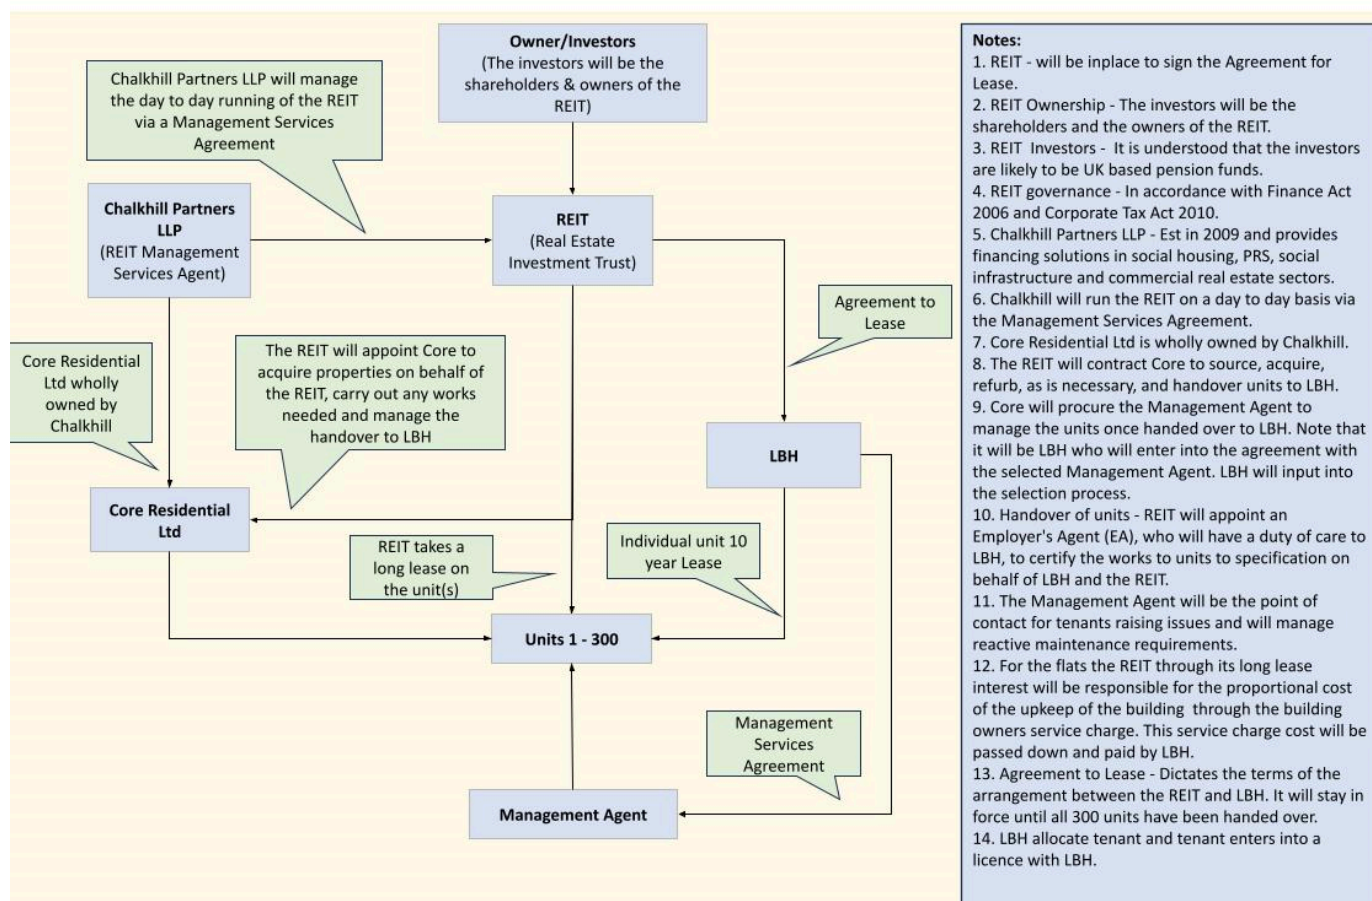 Owner/Investors
(The investors will be the
shareholders & owners of the
REIT)
Chalkhill Partners LLP will manage
the day to day running of the REIT
via a Management Services
Agreement
Chalkhill Partners
LLP
(REIT Management
Services Agent)
REIT
(Real Estate
Investment Trust)
Agreement to
Lease
Core Residential
Ltd wholly
owned by
Chalkhill
The REIT will appoint Core to
acquire properties on behalf of
the REIT, carry out any works
needed and manage the
handover to LBH
LBH
Core Residential
Ltd
REIT takes a
long lease on
the unit(s)
Individual unit 10
year Lease
Units 1 - 300
Management
Services
Agreement
Management Agent
Notes:
1. REIT - will be inplace to sign the Agreement for
Lease.
2. REIT Ownership - The investors will be the
shareholders and the owners of the REIT.
3. REIT Investors - It is understood that the investors
are likely to be UK based pension funds.
4. REIT governance - In accordance with Finance Act
2006 and Corporate Tax Act 2010.
5. Chalkhill Partners LLP - Est in 2009 and provides
financing solutions in social housing, PRS, social
infrastructure and commercial real estate sectors.
6. Chalkhill will run the REIT on a day to day basis via
the Management Services Agreement.
7. Core Residential Ltd is wholly owned by Chalkhill.
8. The REIT will contract Core to source, acquire,
refurb, as is necessary, and handover units to LBH.
9. Core will procure the Management Agent to
manage the units once handed over to LBH. Note that
it will be LBH who will enter into the agreement with
the selected Management Agent. LBH will input into
the selection process.
10. Handover of units - REIT will appoint an
Employer's Agent (EA), who will have a duty of care to
LBH, to certify the works to units to specification on
behalf of LBH and the REIT.
11. The Management Agent will be the point of
contact for tenants raising issues and will manage
reactive maintenance requirements.
12. For the flats the REIT through its long lease
interest will be responsible for the proportional cost
of the upkeep of the building through the building
owners service charge. This service charge cost will be
passed down and paid by LBH.
13. Agreement to Lease - Dictates the terms of the
arrangement between the REIT and LBH. It will stay in
force until all 300 units have been handed over.
14. LBH allocate tenant and tenant enters into a
licence with LBH.